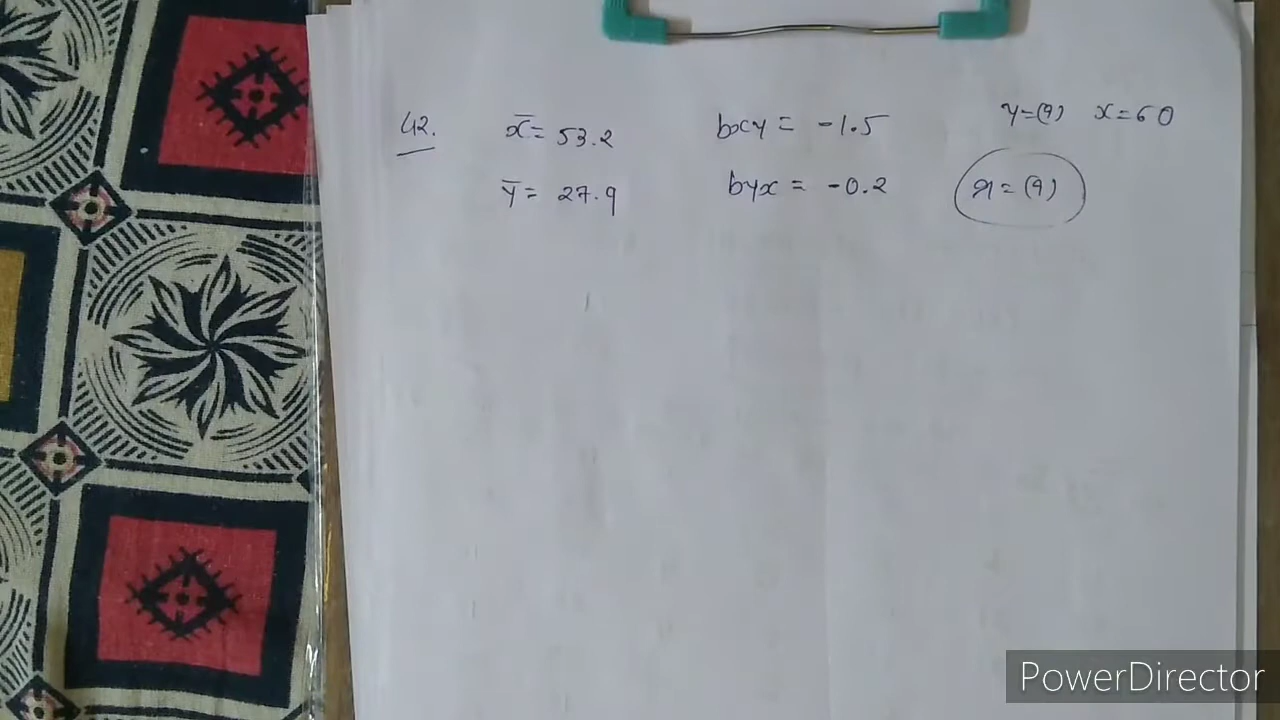 42. x̄ = 53.2 bxy = -1.5 y=(?) x=60
ȳ = 27.9 byx = -0.2 r = (?)
PowerDirector